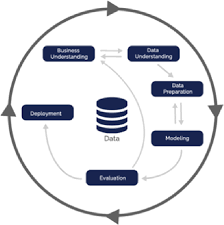 Business
Understanding
Data
Understanding
Data
Preparation
Modeling
Evaluation
Deployment
Data